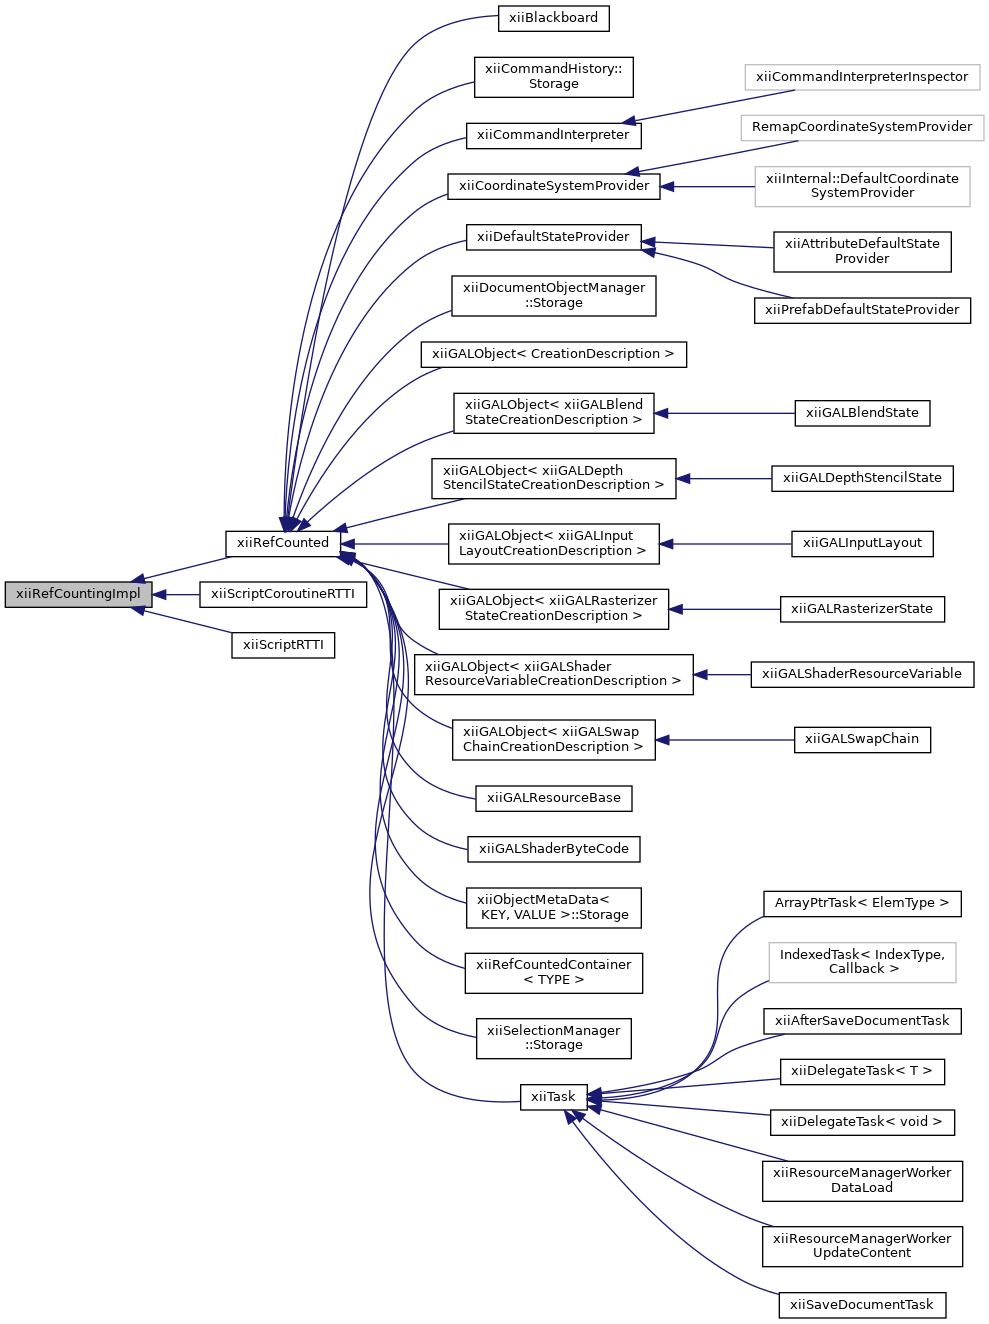 xiiBlackboard
xiiCommandHistory::
Storage
xiiCommandInterpreterInspector
xiiCommandInterpreter
RemapCoordinateSystemProvider
xiiCoordinateSystemProvider
xiiInternal::DefaultCoordinate
SystemProvider
xiiDefaultStateProvider
xiiAttributeDefaultState
Provider
xiiDocumentObjectManager
::Storage
xiiPrefabDefaultStateProvider
xiiGALObject< CreationDescription >
xiiGALObject< xiiGALBlend
StateCreationDescription >
xiiGALBlendState
xiiGALObject< xiiGALDepth
StencilStateCreationDescription >
xiiGALDepthStencilState
xiiRefCounted
xiiGALObject< xiiGALInput
LayoutCreationDescription >
xiiGALInputLayout
xiiRefCountingImpl
xiiScriptCoroutineRTTI
xiiGALObject< xiiGALRasterizer
StateCreationDescription >
xiiGALRasterizerState
xiiScriptRTTI
xiiGALObject< xiiGALShader
ResourceVariableCreationDescription >
xiiGALShaderResourceVariable
xiiGALObject< xiiGALSwap
ChainCreationDescription >
xiiGALSwapChain
xiiGALResourceBase
xiiGALShaderByteCode
xiiObjectMetaData<
KEY, VALUE >::Storage
ArrayPtrTask< ElemType >
xiiRefCountedContainer
< TYPE >
IndexedTask< IndexType,
Callback >
xiiSelectionManager
::Storage
xiiAfterSaveDocumentTask
xiiTask
xiiDelegateTask< T >
xiiDelegateTask< void >
xiiResourceManagerWorker
DataLoad
xiiResourceManagerWorker
UpdateContent
xiiSaveDocumentTask